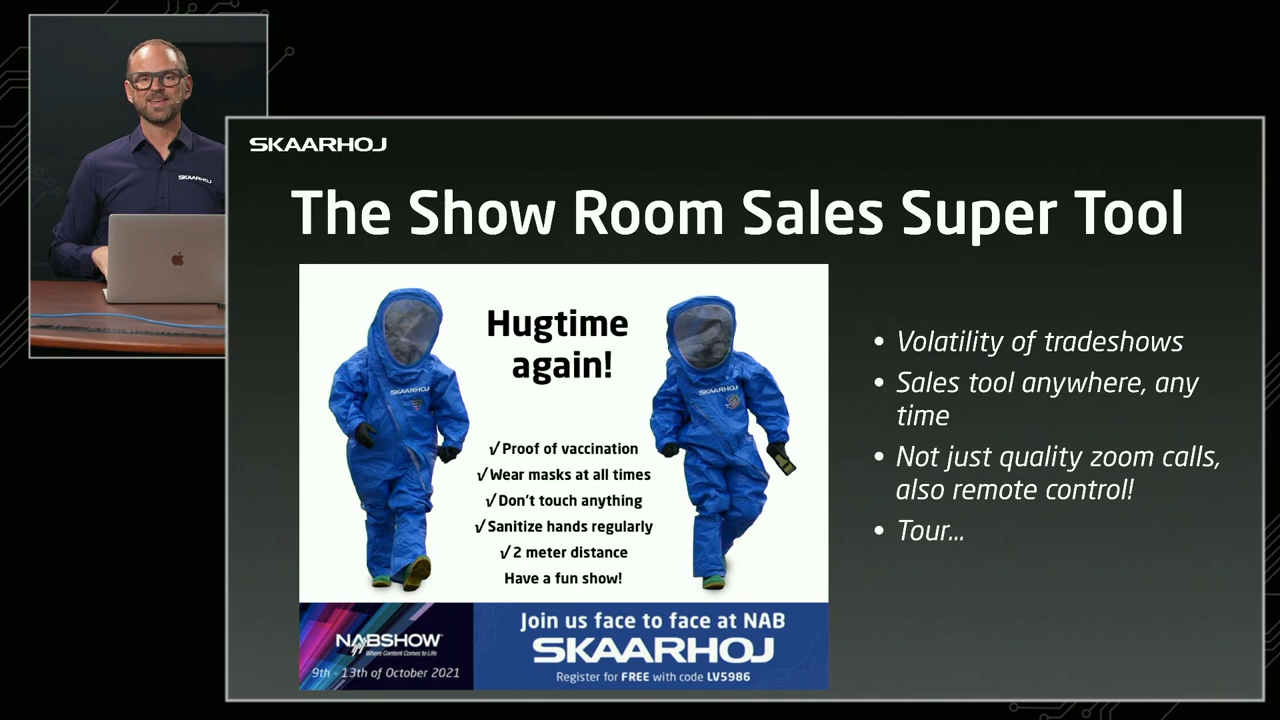 SKAARHOJ
SKAARHOJ
The Show Room Sales Super Tool
Hugtime
again!
SKAARHOJ
SKAARHOJ
√ Proof of vaccination
√ Wear masks at all times
√ Don't touch anything
√ Sanitize hands regularly
√ 2 meter distance
Have a fun show!
• Volatility of tradeshows
• Sales tool anywhere, any
time
• Not just quality zoom calls,
also remote control!
• Tour...
NABSHOW
Where Content Comes to Life
9th - 13th of October 2021
Join us face to face at NAB
SKAARHOJ
Register for FREE with code LV5986